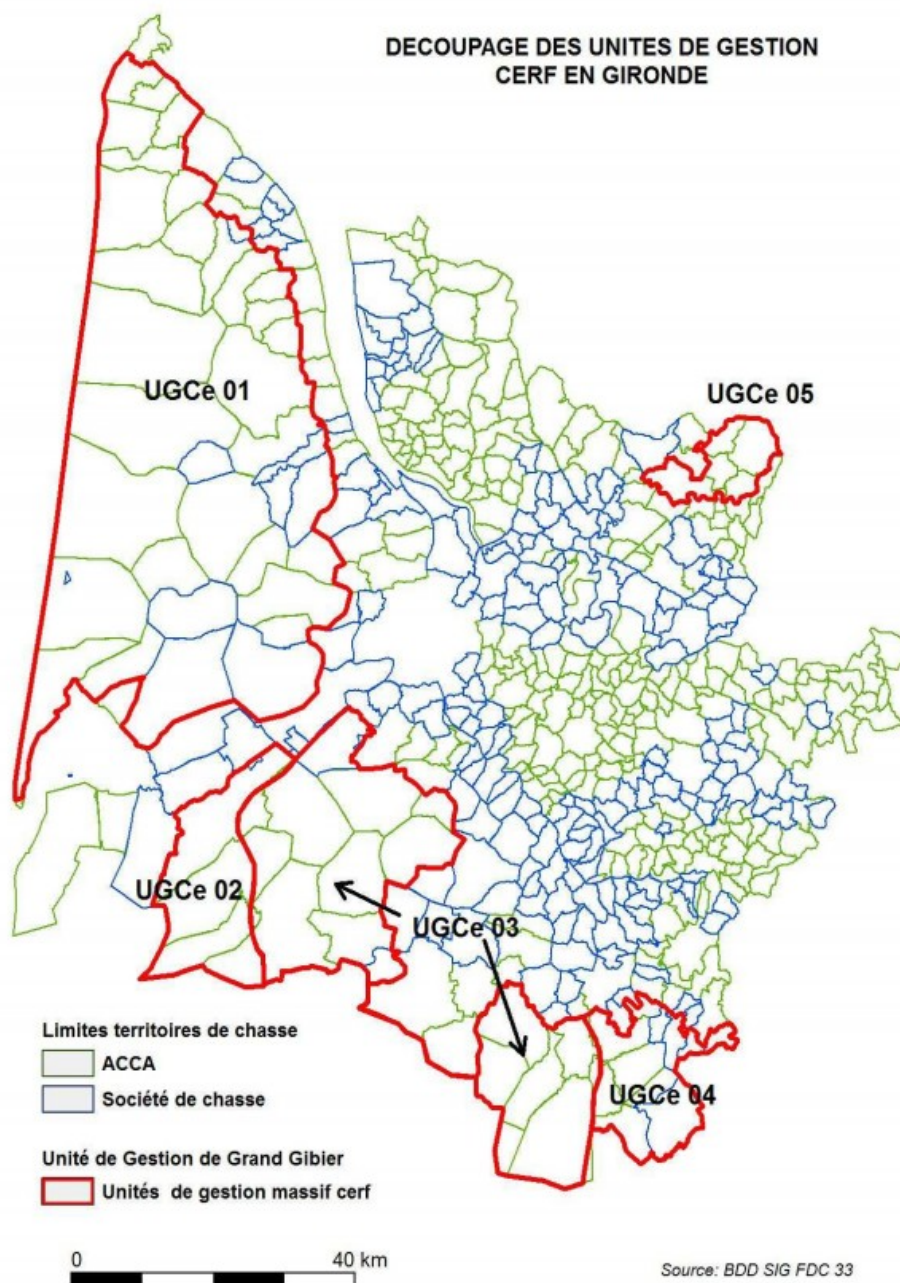 DECOUPAGE DES UNITES DE GESTION
CERF EN GIRONDE
UGCe 01
UGCe 05
UGCe 02
UGCe 03
UGCe 04
Limites territoires de chasse
ACCA
Société de chasse
Unité de Gestion de Grand Gibier
Unités de gestion massif cerf
0 40 km
Source: BDD SIG FDC 33